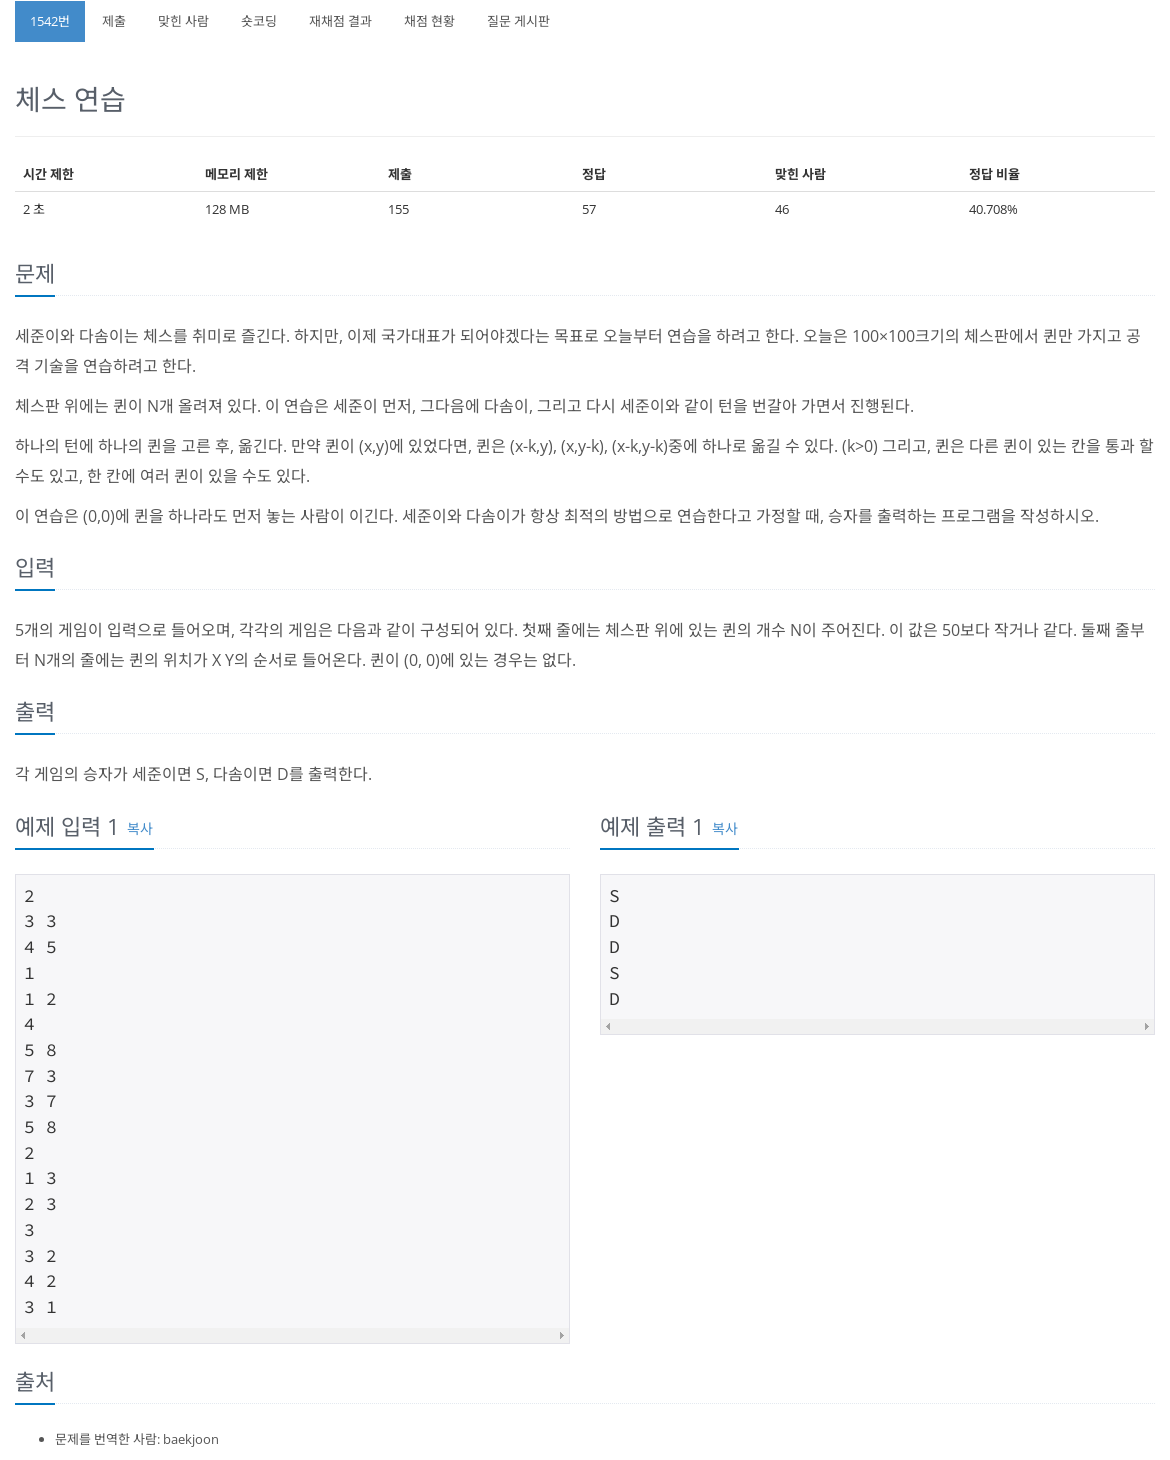 1542번 제출 맞힌 사람 숏코딩 재채점 결과 채점 현황 질문 게시판
체스 연습
시간 제한 메모리 제한 제출 정답 맞힌 사람 정답 비율
2 초 128 MB 155 57 46 40.708%
문제
세준이와 다솜이는 체스를 취미로 즐긴다. 하지만, 이제 국가대표가 되어야겠다는 목표로 오늘부터 연습을 하려고 한다. 오늘은 100×100크기의 체스판에서 퀸만 가지고 공
격 기술을 연습하려고 한다.
체스판 위에는 퀸이 N개 올려져 있다. 이 연습은 세준이 먼저, 그다음에 다솜이, 그리고 다시 세준이와 같이 턴을 번갈아 가면서 진행된다.
하나의 턴에 하나의 퀸을 고른 후, 옮긴다. 만약 퀸이 (x,y)에 있었다면, 퀸은 (x-k,y), (x,y-k), (x-k,y-k)중에 하나로 옮길 수 있다. (k>0) 그리고, 퀸은 다른 퀸이 있는 칸을 통과 할
수도 있고, 한 칸에 여러 퀸이 있을 수도 있다.
이 연습은 (0,0)에 퀸을 하나라도 먼저 놓는 사람이 이긴다. 세준이와 다솜이가 항상 최적의 방법으로 연습한다고 가정할 때, 승자를 출력하는 프로그램을 작성하시오.
입력
5개의 게임이 입력으로 들어오며, 각각의 게임은 다음과 같이 구성되어 있다. 첫째 줄에는 체스판 위에 있는 퀸의 개수 N이 주어진다. 이 값은 50보다 작거나 같다. 둘째 줄부
터 N개의 줄에는 퀸의 위치가 X Y의 순서로 들어온다. 퀸이 (0, 0)에 있는 경우는 없다.
출력
각 게임의 승자가 세준이면 S, 다솜이면 D를 출력한다.
예제 입력 1 복사
2
3 3
4 5
1
1 2
4
5 8
7 3
3 7
5 8
2
1 3
2 3
3
3 2
4 2
3 1
예제 출력 1 복사
S
D
D
S
D
출처
문제를 번역한 사람: baekjoon